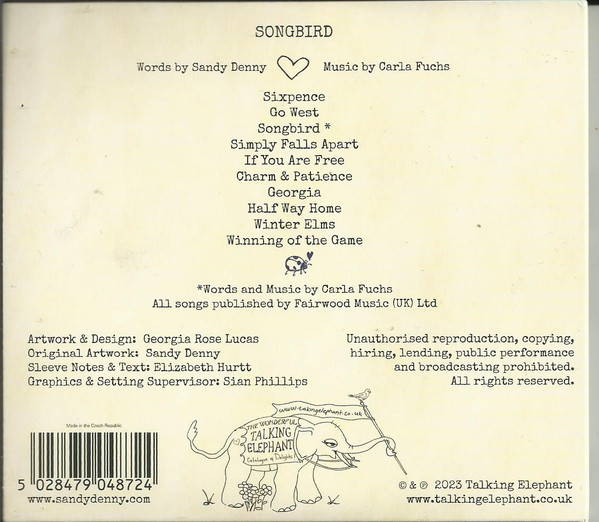 SONGBIRD
Words by Sandy Denny Music by Carla Fuchs
Sixpence
Go West
Songbird *
Simply Falls Apart
If You Are Free
Charm & Patience
Georgia
Half Way Home
Winter Elms
Winning of the Game
*Words and Music by Carla Fuchs
All songs published by Fairwood Music (UK) Ltd
Artwork & Design: Georgia Rose Lucas
Original Artwork: Sandy Denny
Sleeve Notes & Text: Elizabeth Hurtt
Graphics & Setting Supervisor: Sian Phillips
Unauthorised reproduction, copying,
hiring, lending, public performance
and broadcasting prohibited.
All rights reserved.
Made in the Czech Republic
5 028479 048724
www.sandydenny.com
www.talkingelephant.co.uk
THE WONDERFUL
TALKING
ELEPHANT
Catalogue of Delights
© & ℗ 2023 Talking Elephant
www.talkingelephant.co.uk